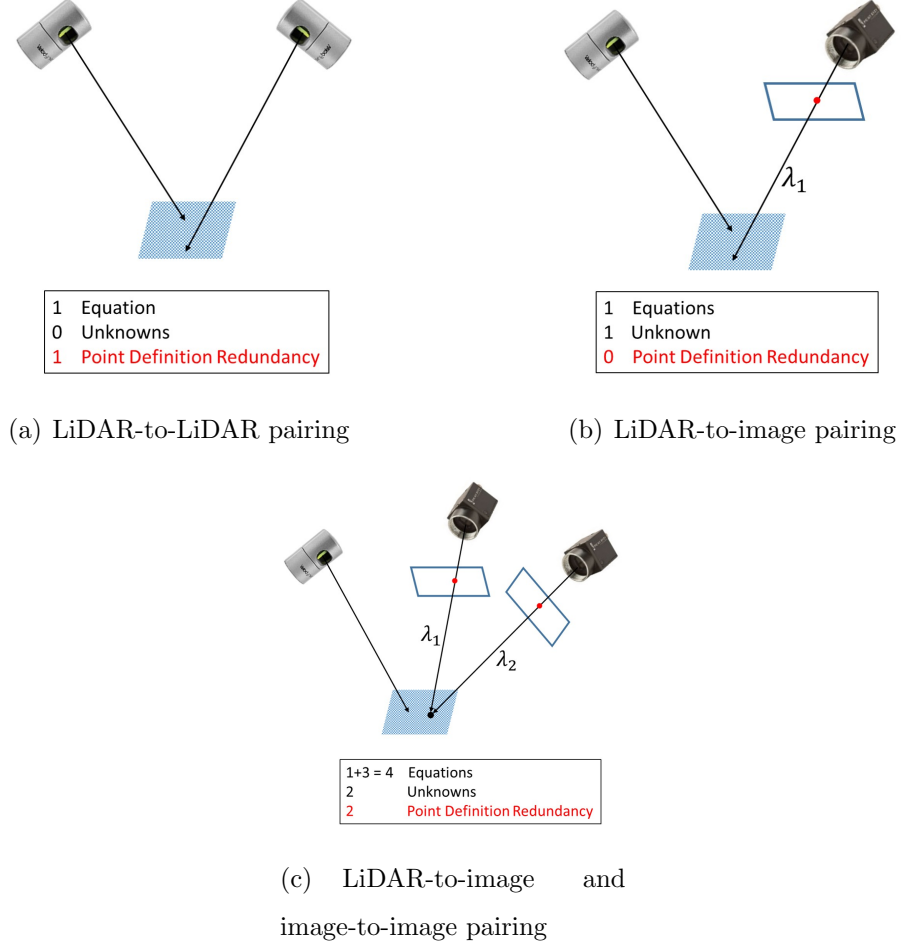 λ₁
1 Equation
0 Unknowns
1 Point Definition Redundancy
1 Equations
1 Unknown
0 Point Definition Redundancy
(a) LiDAR-to-LiDAR pairing
(b) LiDAR-to-image pairing
λ₁
λ₂
1+3 = 4 Equations
2 Unknowns
2 Point Definition Redundancy
(c) LiDAR-to-image and
image-to-image pairing